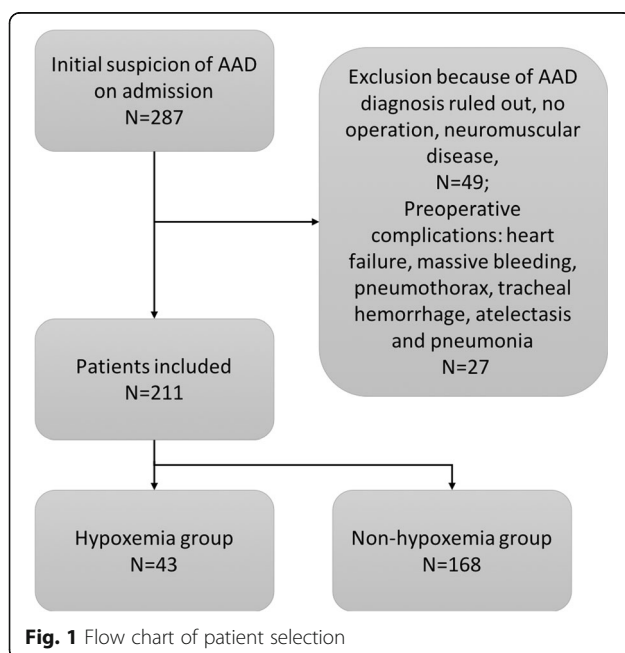 Initial suspicion of AAD
on admission
N=287
Exclusion because of AAD
diagnosis ruled out, no
operation, neuromuscular
disease,
N=49;
Preoperative
complications: heart
failure, massive bleeding,
pneumothorax, tracheal
hemorrhage, atelectasis
and pneumonia
N=27
Patients included
N=211
Hypoxemia group
N=43
Non-hypoxemia group
N=168
Fig. 1 Flow chart of patient selection